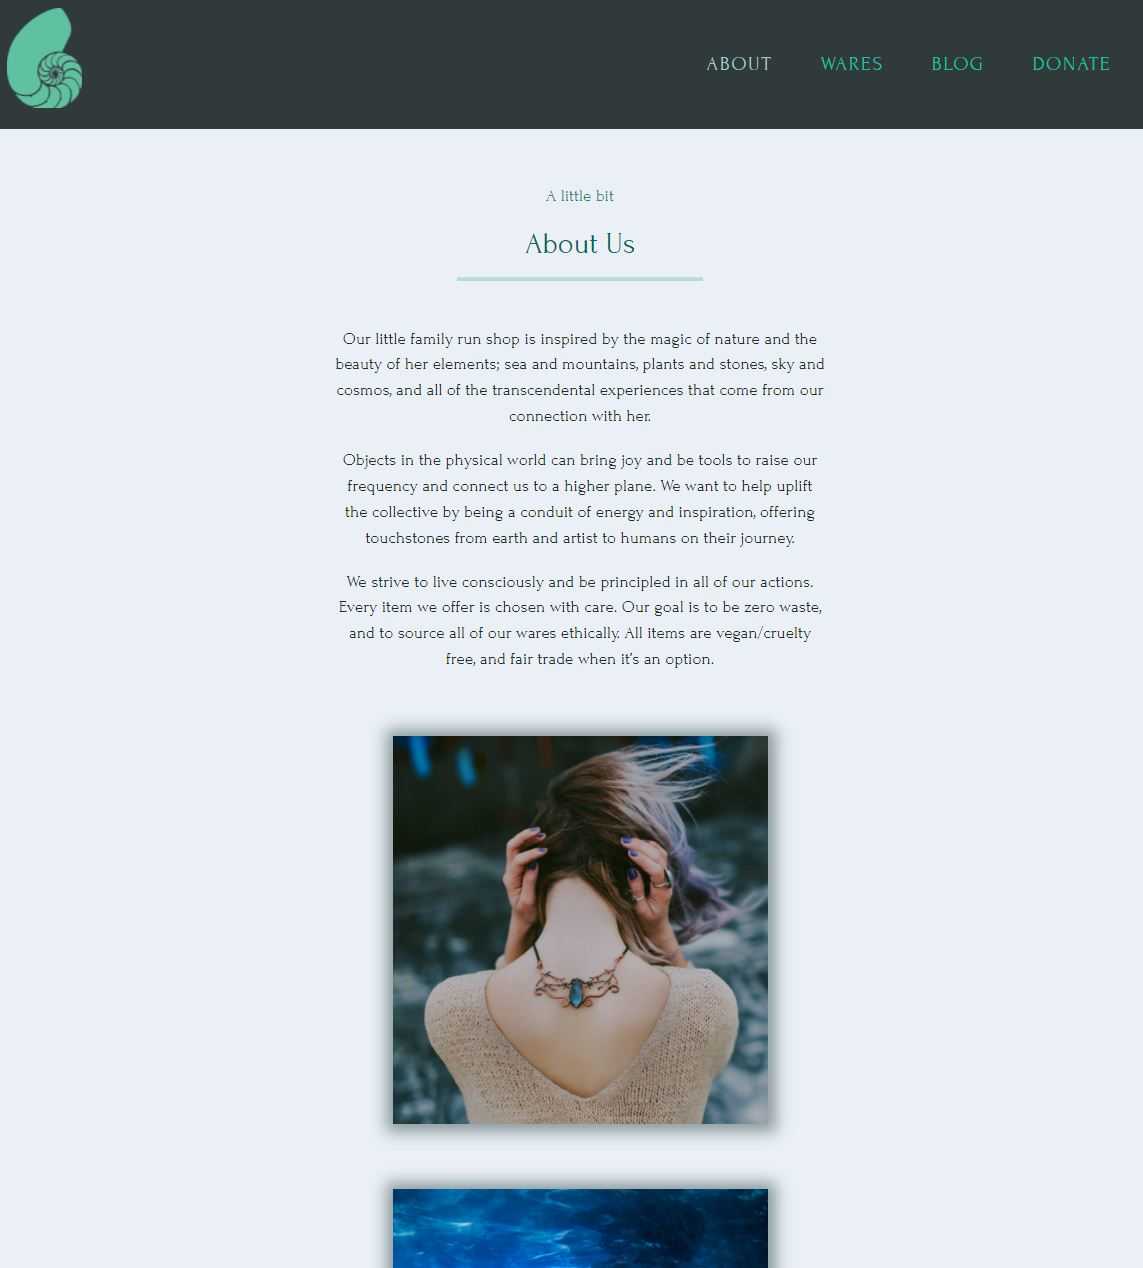 ABOUT WARES BLOG DONATE
A little bit
About Us
Our little family run shop is inspired by the magic of nature and the
beauty of her elements; sea and mountains, plants and stones, sky and
cosmos, and all of the transcendental experiences that come from our
connection with her.
Objects in the physical world can bring joy and be tools to raise our
frequency and connect us to a higher plane. We want to help uplift
the collective by being a conduit of energy and inspiration, offering
touchstones from earth and artist to humans on their journey.
We strive to live consciously and be principled in all of our actions.
Every item we offer is chosen with care. Our goal is to be zero waste,
and to source all of our wares ethically. All items are vegan/cruelty
free, and fair trade when it's an option.